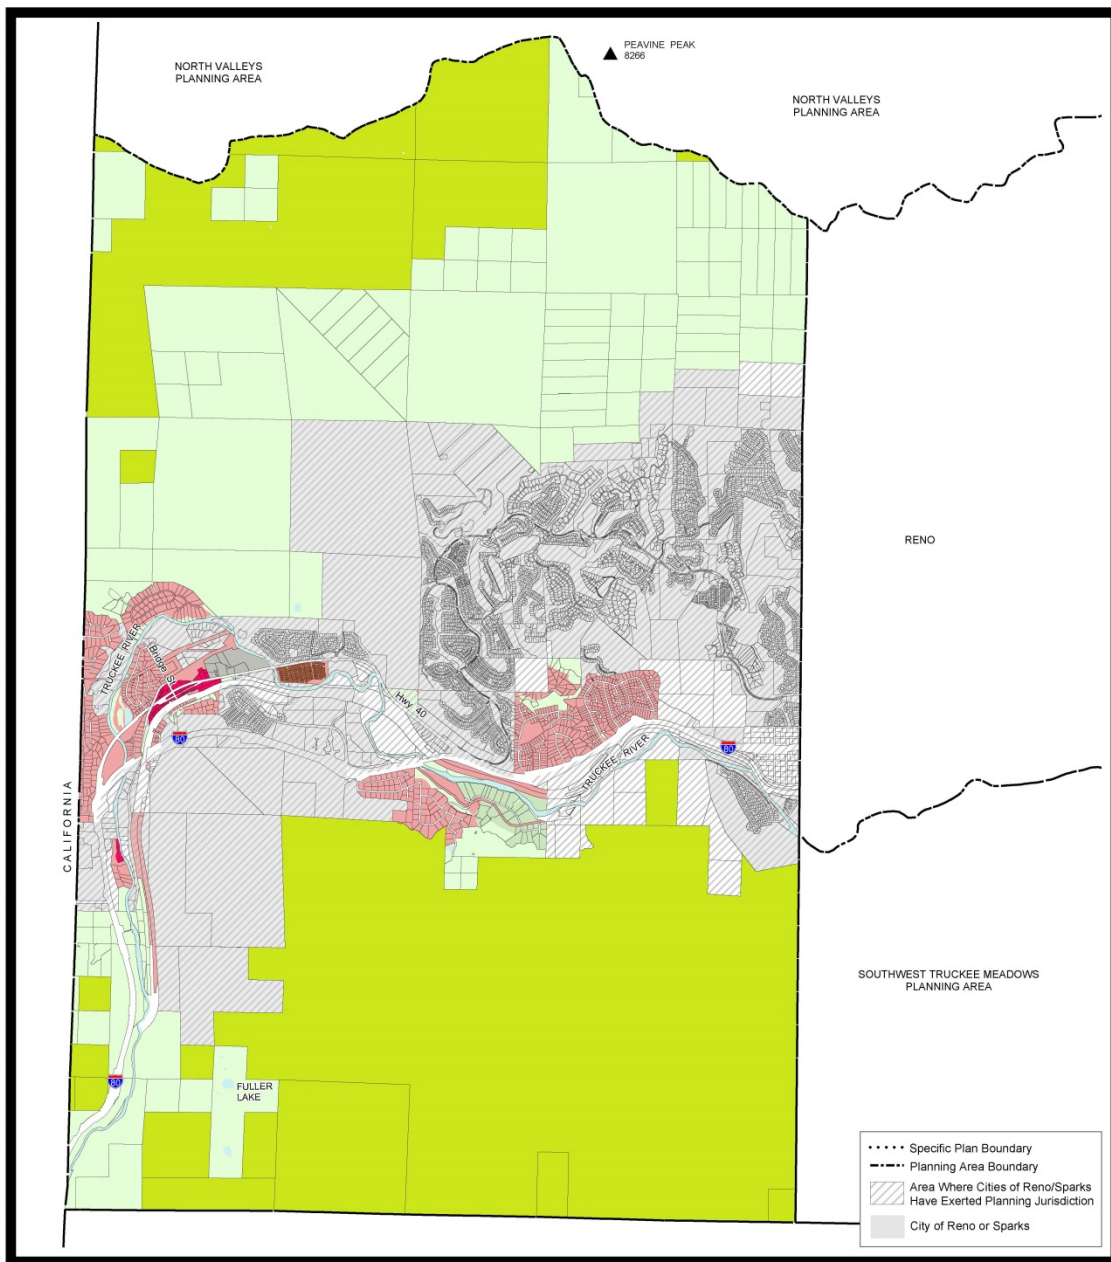 PEAVINE PEAK
8266
NORTH VALLEYS
PLANNING AREA
NORTH VALLEYS
PLANNING AREA
RENO
TRUCKEE RIVER
Bridge St
Hwy 40
80
TRUCKEE RIVER
80
CALIFORNIA
SOUTHWEST TRUCKEE MEADOWS
PLANNING AREA
80
FULLER
LAKE
Specific Plan Boundary
Planning Area Boundary
Area Where Cities of Reno/Sparks
Have Exerted Planning Jurisdiction
City of Reno or Sparks